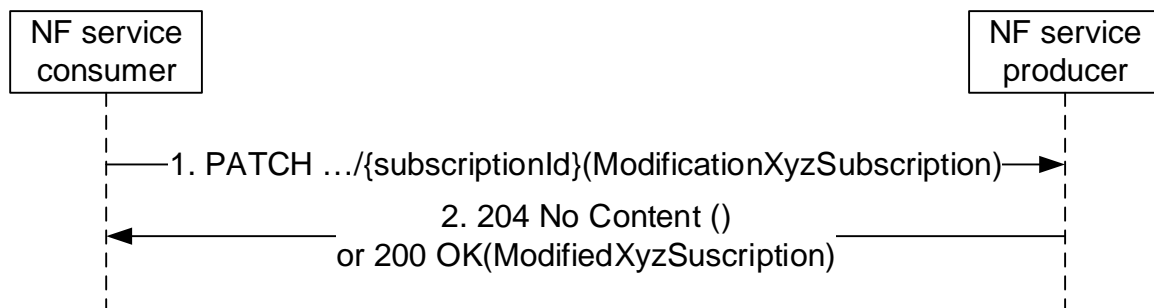 NF service
consumer
NF service
producer
1. PATCH …/{subscriptionId}(ModificationXyzSubscription)
2. 204 No Content ()
or 200 OK(ModifiedXyzSuscription)